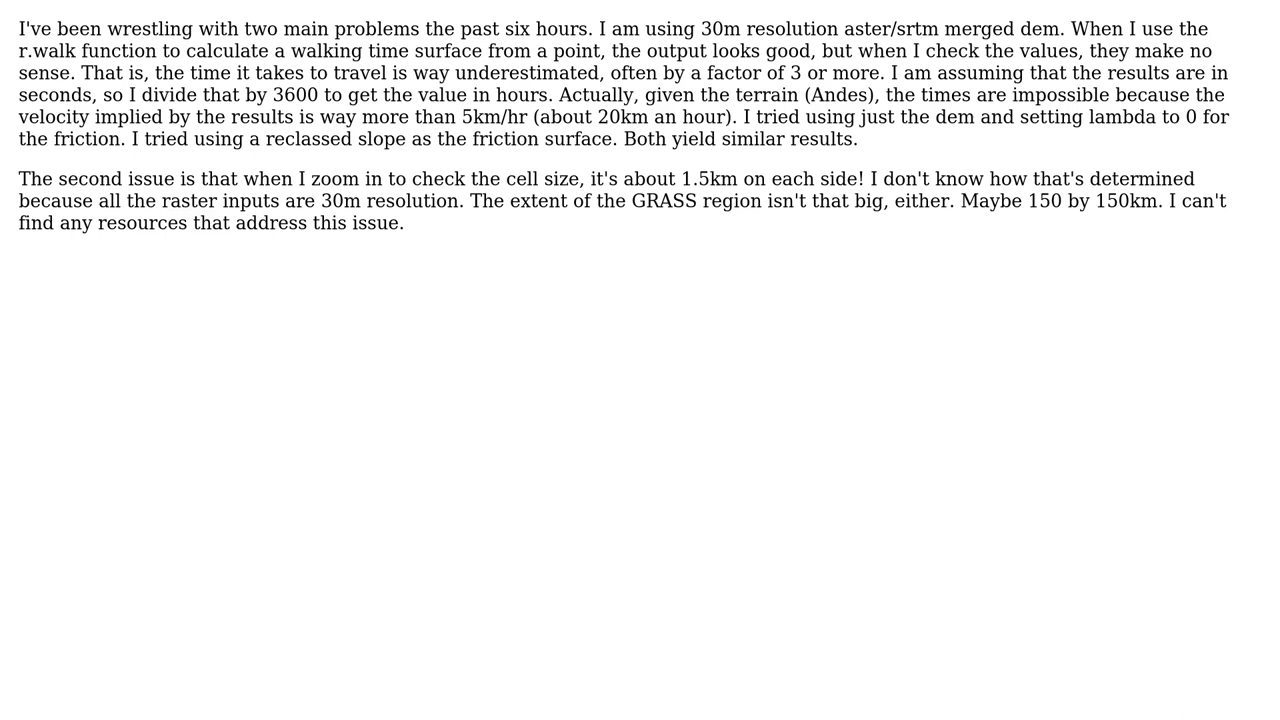 I've been wrestling with two main problems the past six hours. I am using 30m resolution aster/srtm merged dem. When I use the
r.walk function to calculate a walking time surface from a point, the output looks good, but when I check the values, they make no
sense. That is, the time it takes to travel is way underestimated, often by a factor of 3 or more. I am assuming that the results are in
seconds, so I divide that by 3600 to get the value in hours. Actually, given the terrain (Andes), the times are impossible because the
velocity implied by the results is way more than 5km/hr (about 20km an hour). I tried using just the dem and setting lambda to 0 for
the friction. I tried using a reclassed slope as the friction surface. Both yield similar results.
The second issue is that when I zoom in to check the cell size, it's about 1.5km on each side! I don't know how that's determined
because all the raster inputs are 30m resolution. The extent of the GRASS region isn't that big, either. Maybe 150 by 150km. I can't
find any resources that address this issue.